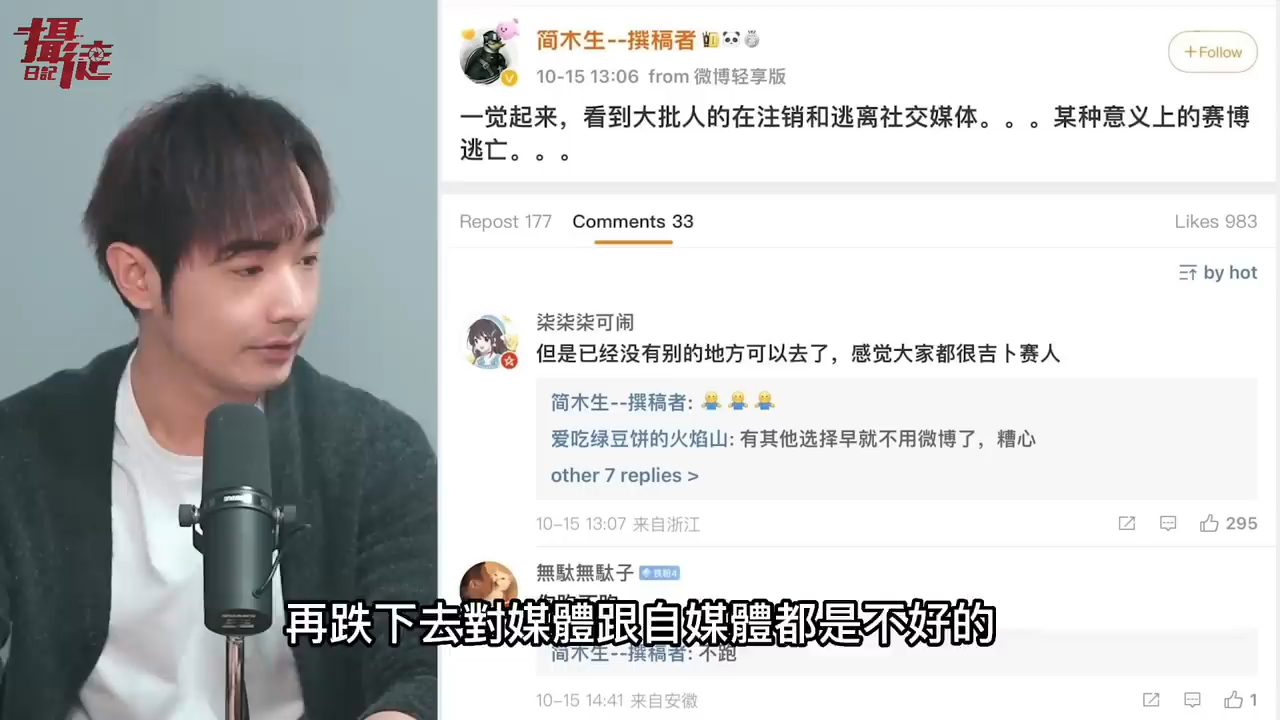 攝徒
日記
简木生--撰稿者
10-15 13:06 from 微博轻享版
+Follow
一觉起来，看到大批人的在注销和逃离社交媒体。。。某种意义上的赛博
逃亡。。。
Repost 177 Comments 33 Likes 983
by hot
柒柒柒可闹
但是已经没有别的地方可以去了，感觉大家都很吉卜赛人
简木生--撰稿者:
爱吃绿豆饼的火焰山: 有其他选择早就不用微博了，糟心
other 7 replies >
10-15 13:07 来自浙江
295
無駄無駄子
铁粉4
再跌下去對媒體跟自媒體都是不好的
简木生--撰稿者: 不跑
10-15 14:41 来自安徽
1